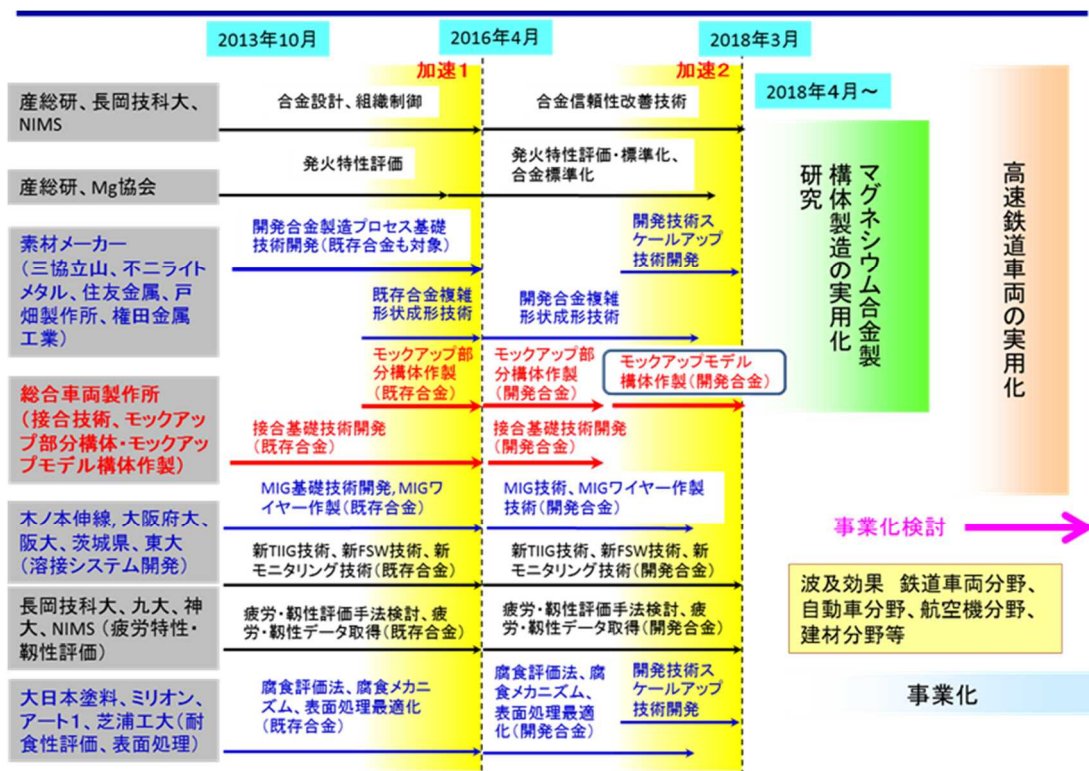 2013年10月
2016年4月
2018年3月
加速1
加速2
2018年4月～
産総研、長岡技科大、
NIMS
合金設計、組織制御
合金信頼性改善技術
産総研、Mg協会
発火特性評価
発火特性評価・標準化、
合金標準化
素材メーカー
(三協立山、不二ライト
メタル、住友金属、戸
畑製作所、権田金属
工業)
開発合金製造プロセス基礎
技術開発(既存合金も対象)
開発技術ス
ケールアップ
技術開発
既存合金複雑
形状成形技術
開発合金複雑
形状成形技術
総合車両製作所
(接合技術、モックアッ
プ部分構体・モックアッ
プモデル構体作製)
モックアップ部
分構体作製
(既存合金)
モックアップ部
分構体作製
(開発合金)
モックアップモデル
構体作製(開発合金)
接合基礎技術開発
(既存合金)
接合基礎技術開発
(開発合金)
木ノ本伸線, 大阪府大、
阪大、茨城県、東大
(溶接システム開発)
MIG基礎技術開発,MIGワ
イヤー作製(既存合金)
MIG技術、MIGワイヤー作製
技術(開発合金)
新TIIG技術、新FSW技術、新
モニタリング技術(既存合金)
新TIIG技術、新FSW技術、新
モニタリング技術(開発合金)
長岡技科大、九大、神
大、NIMS (疲労特性・
靱性評価)
疲労・靱性評価手法検討、疲
労・靱性データ取得(既存合金)
疲労・靱性評価手法検討、疲
労・靱性データ取得(開発合金)
大日本塗料、ミリオン、
アート1、芝浦工大(耐
食性評価、表面処理)
腐食評価法、腐食メカニ
ズム、表面処理最適化
(既存合金)
腐食評価法、腐
食メカニズム、
表面処理最適
化(開発合金)
開発技術ス
ケールアップ
技術開発
マグネシウム合金製
構体製造の実用化
研究
高速鉄道車両の実用化
事業化検討
波及効果 鉄道車両分野、
自動車分野、航空機分野、
建材分野等
事業化